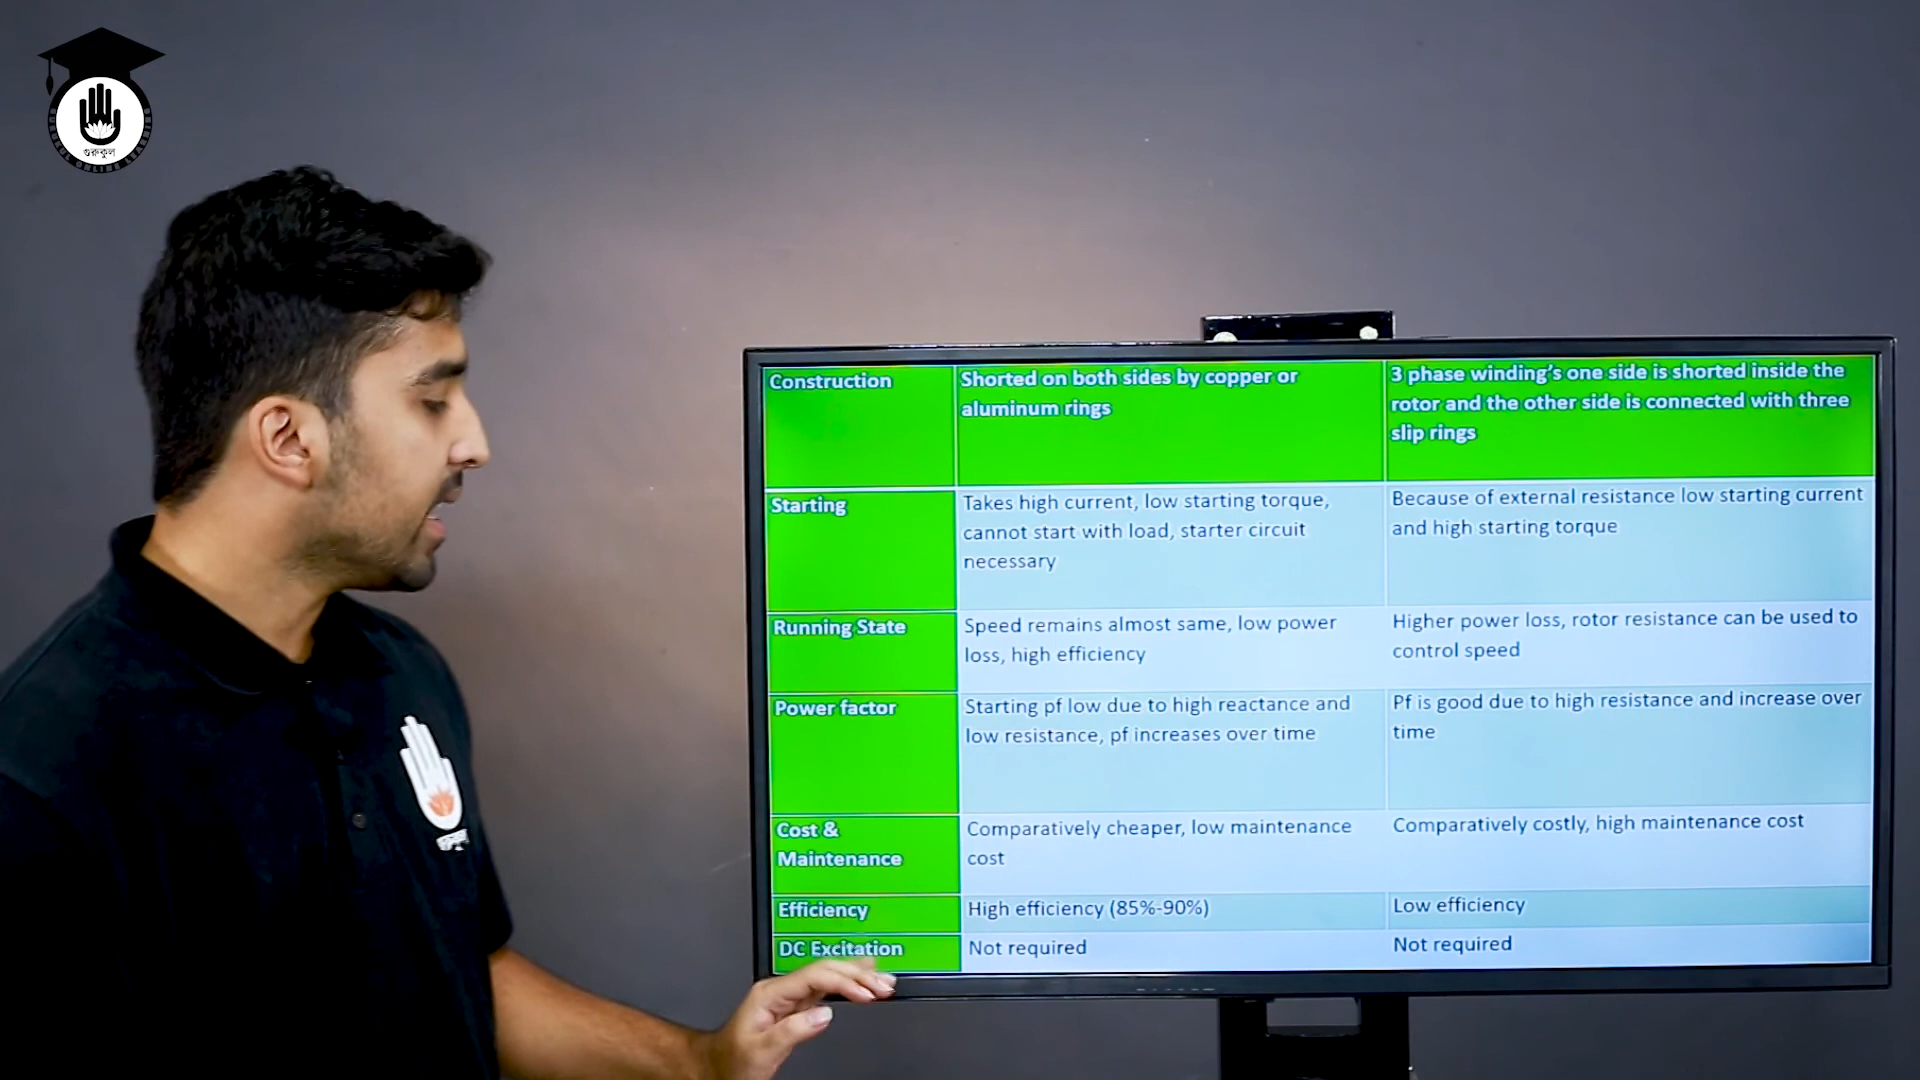 গুরুকুল
GURUKUL ONLINE LEARNING
Construction
Shorted on both sides by copper or
aluminum rings
3 phase winding's one side is shorted inside the
rotor and the other side is connected with three
slip rings
Starting
Takes high current, low starting torque,
cannot start with load, starter circuit
necessary
Because of external resistance low starting current
and high starting torque
Running State
Speed remains almost same, low power
loss, high efficiency
Higher power loss, rotor resistance can be used to
control speed
Power factor
Starting pf low due to high reactance and
low resistance, pf increases over time
Pf is good due to high resistance and increase over
time
Cost &
Maintenance
Comparatively cheaper, low maintenance
cost
Comparatively costly, high maintenance cost
Efficiency
High efficiency (85%-90%)
Low efficiency
DC Excitation
Not required
Not required
গুরুকুল